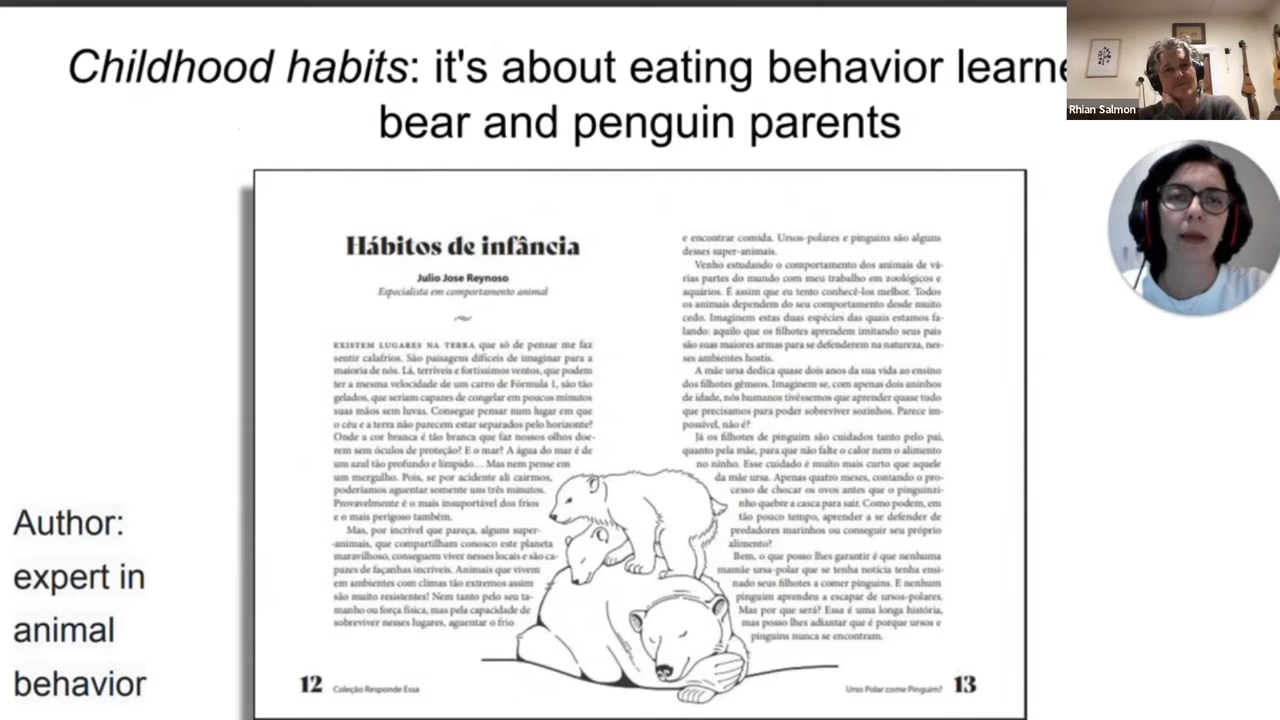 Childhood habits: it's about eating behavior learne
bear and penguin parents
Rhian Salmon
Hábitos de infância
Julio Jose Reynoso
Especialista em comportamento animal
EXISTEM LUGARES NA TERRA que só de pensar me faz
sentir calafrios. São paisagens difíceis de imaginar para a
maioria de nós. Lá, terríveis e fortíssimos ventos, que podem
ter a mesma velocidade de um carro de Fórmula 1, são tão
gelados, que seriam capazes de congelar em poucos minutos
suas mãos sem luvas. Consegue pensar num lugar em que
o céu e a terra não parecem estar separados pelo horizonte?
Onde a cor branca é tão branca que faz nossos olhos doe-
rem sem óculos de proteção? E o mar? A água do mar é de
um azul tão profundo e límpido... Mas nem pense em
um mergulho. Pois, se por acidente ali cairmos,
poderíamos aguentar somente uns três minutos.
Provavelmente é o mais insuportável dos frios
e o mais perigoso também.
Mas, por incrível que pareça, alguns super-
-animais, que compartilham conosco este planeta
maravilhoso, conseguem viver nesses locais e são ca-
pazes de façanhas incríveis. Animais que vivem
em ambientes com climas tão extremos assim
são muito resistentes! Nem tanto pelo seu ta-
manho ou força física, mas pela capacidade de
sobreviver nesses lugares, aguentar o frio
12 Coleção Responde Essa
e encontrar comida. Ursos-polares e pinguins são alguns
desses super-animais.
Venho estudando o comportamento dos animais de vá-
rias partes do mundo com meu trabalho em zoológicos e
aquários. É assim que eu tento conhecê-los melhor. Todos
os animais dependem do seu comportamento desde muito
cedo. Imaginem estas duas espécies das quais estamos fa-
lando: aquilo que os filhotes aprendem imitando seus pais
são suas maiores armas para se defenderem na natureza, nes-
ses ambientes hostis.
A mãe ursa dedica quase dois anos da sua vida ao ensino
dos filhotes gêmeos. Imaginem se, com apenas dois aninhos
de idade, nós humanos tivéssemos que aprender quase tudo
que precisamos para poder sobreviver sozinhos. Parece im-
possível, não é?
Já os filhotes de pinguim são cuidados tanto pelo pai,
quanto pela mãe, para que não falte o calor nem o alimento
no ninho. Esse cuidado é muito mais curto que aquele
da mãe ursa. Apenas quatro meses, contando o pro-
cesso de chocar os ovos antes que o pinguinzi-
nho quebre a casca para sair. Como podem, em
tão pouco tempo, aprender a se defender de
predadores marinhos ou conseguir seu próprio
alimento?
Bem, o que posso lhes garantir é que nenhuma
mamãe ursa-polar que se tenha notícia tenha ensi-
nado seus filhotes a comer pinguins. E nenhum
pinguim aprendeu a escapar de ursos-polares.
Mas por que será? Essa é uma longa história,
mas posso lhes adiantar que é porque ursos e
pinguins nunca se encontram.
Urso Polar come Pinguim? 13
Author:
expert in
animal
behavior